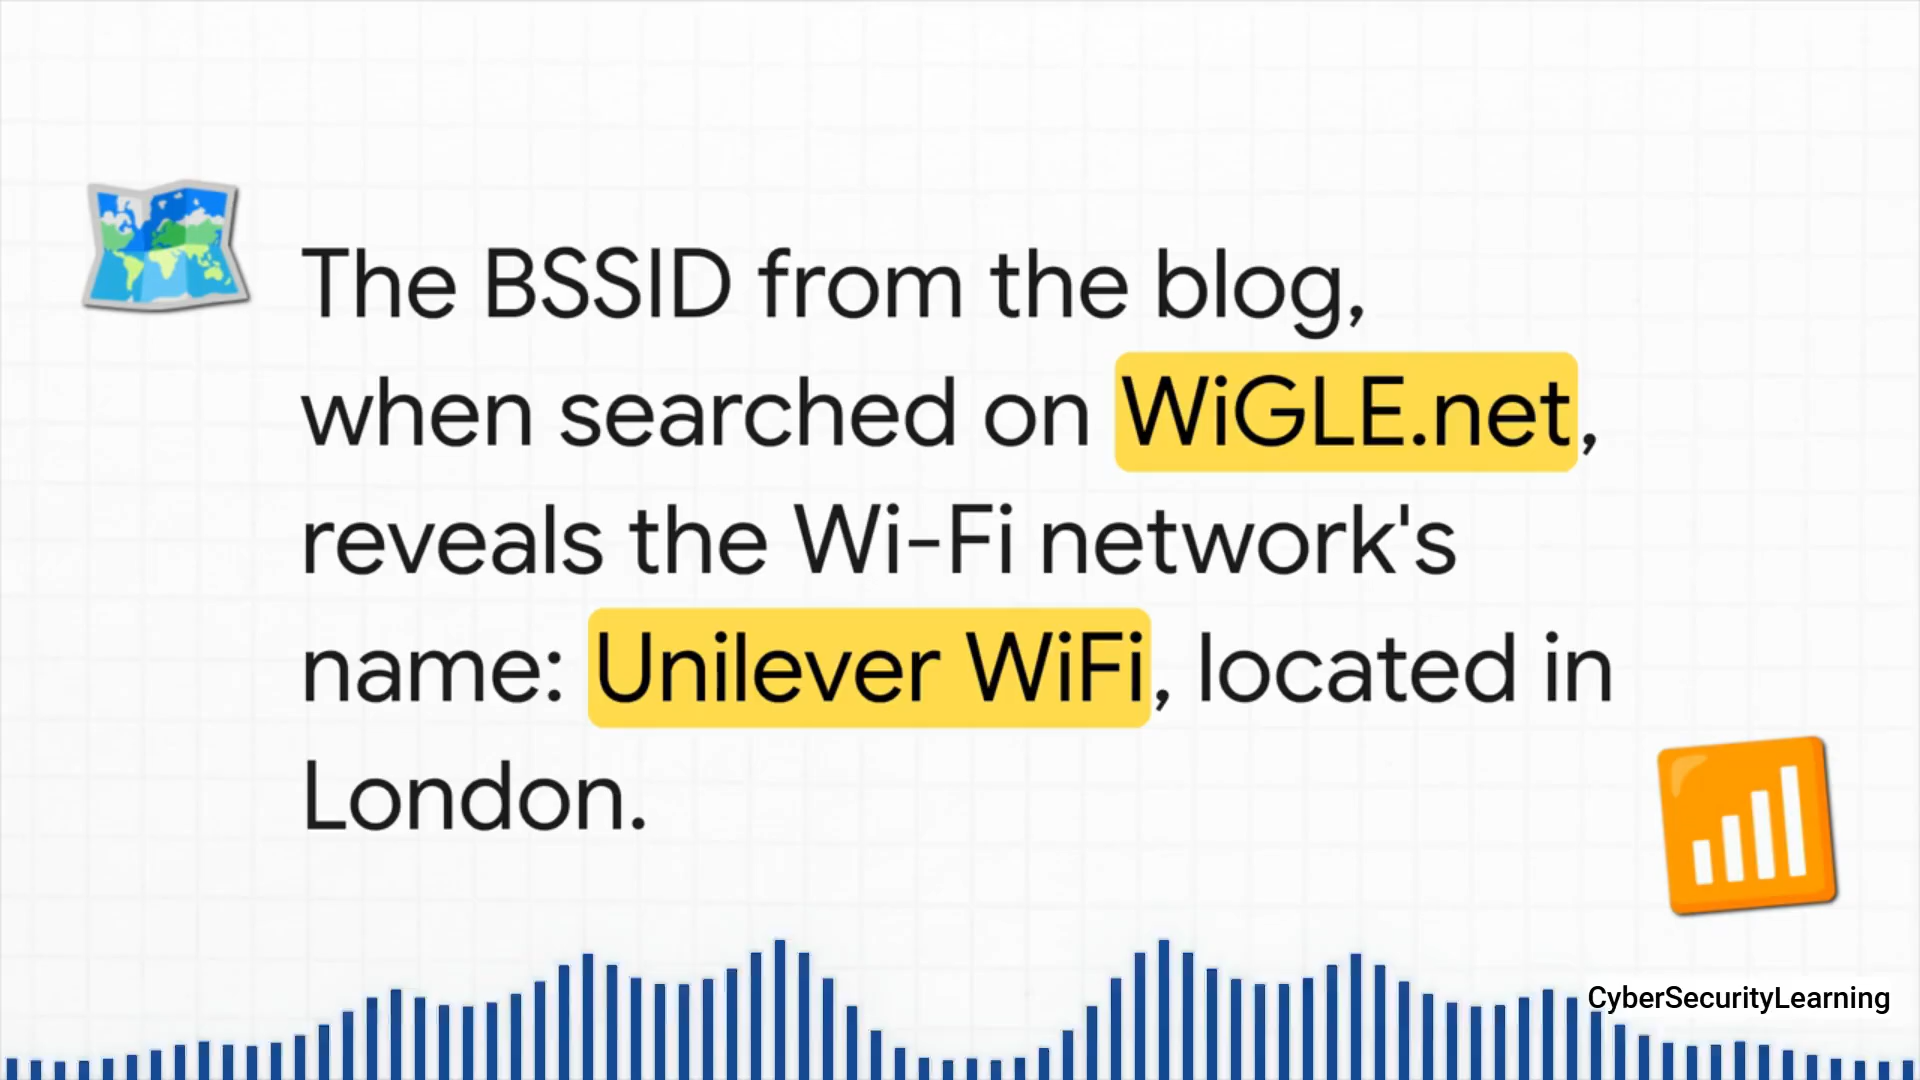 The BSSID from the blog,
when searched on WiGLE.net,
reveals the Wi-Fi network's
name: Unilever WiFi, located in
London.
CyberSecurityLearning